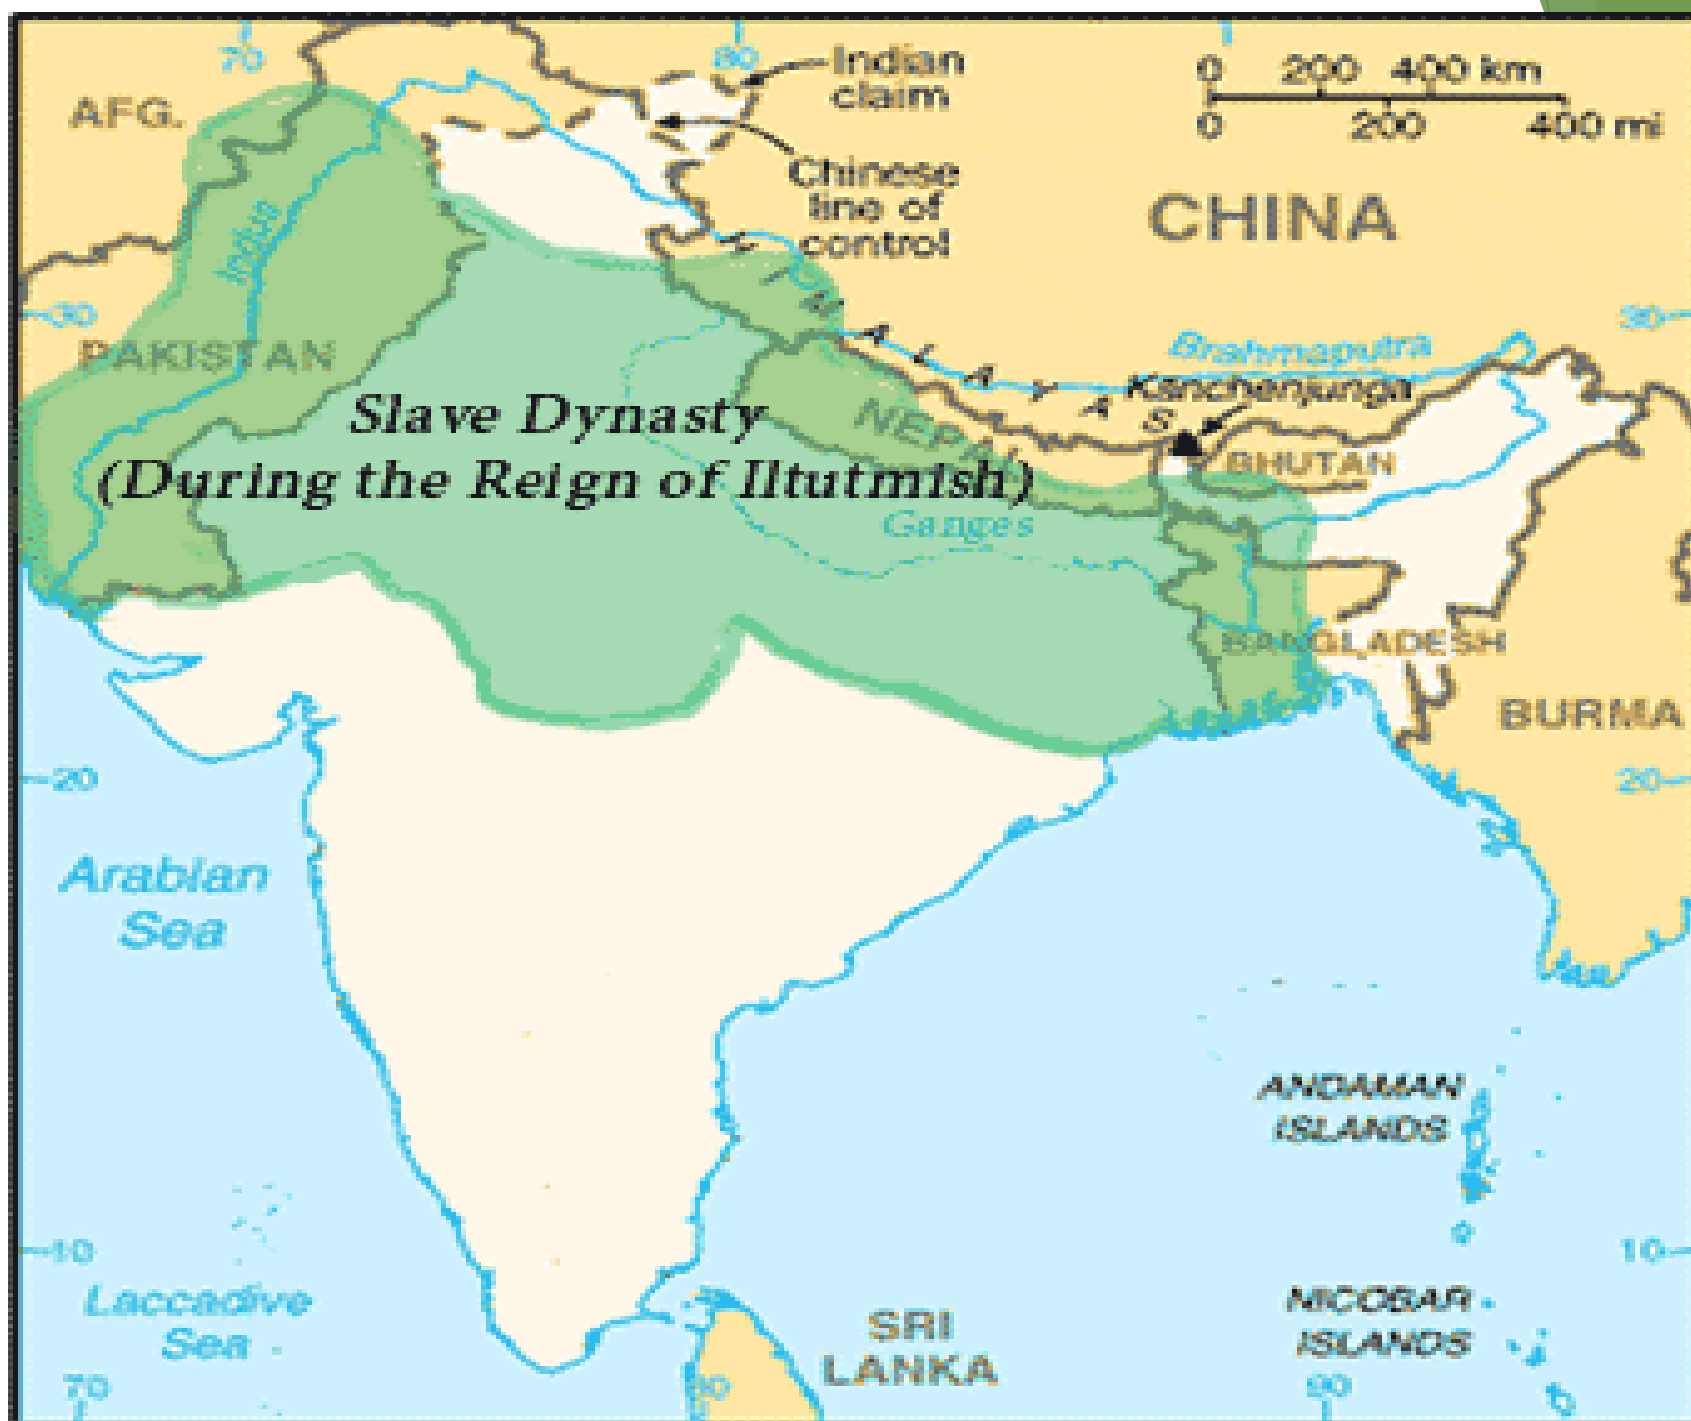 70
80
Indian
claim
0 200 400 km
0 200 400 mi
AFG.
Chinese
line of
control
CHINA
Indus
30
30
HIMALAYAS
Brahmaputra
PAKISTAN
Kanchenjunga
Slave Dynasty
NEPAL
BHUTAN
(During the Reign of Iltutmish)
Ganges
BANGLADESH
BURMA
20
20
Arabian
Sea
ANDAMAN
ISLANDS
10
10
Laccadive
Sea
NICOBAR
ISLANDS
SRI
LANKA
70
80
90